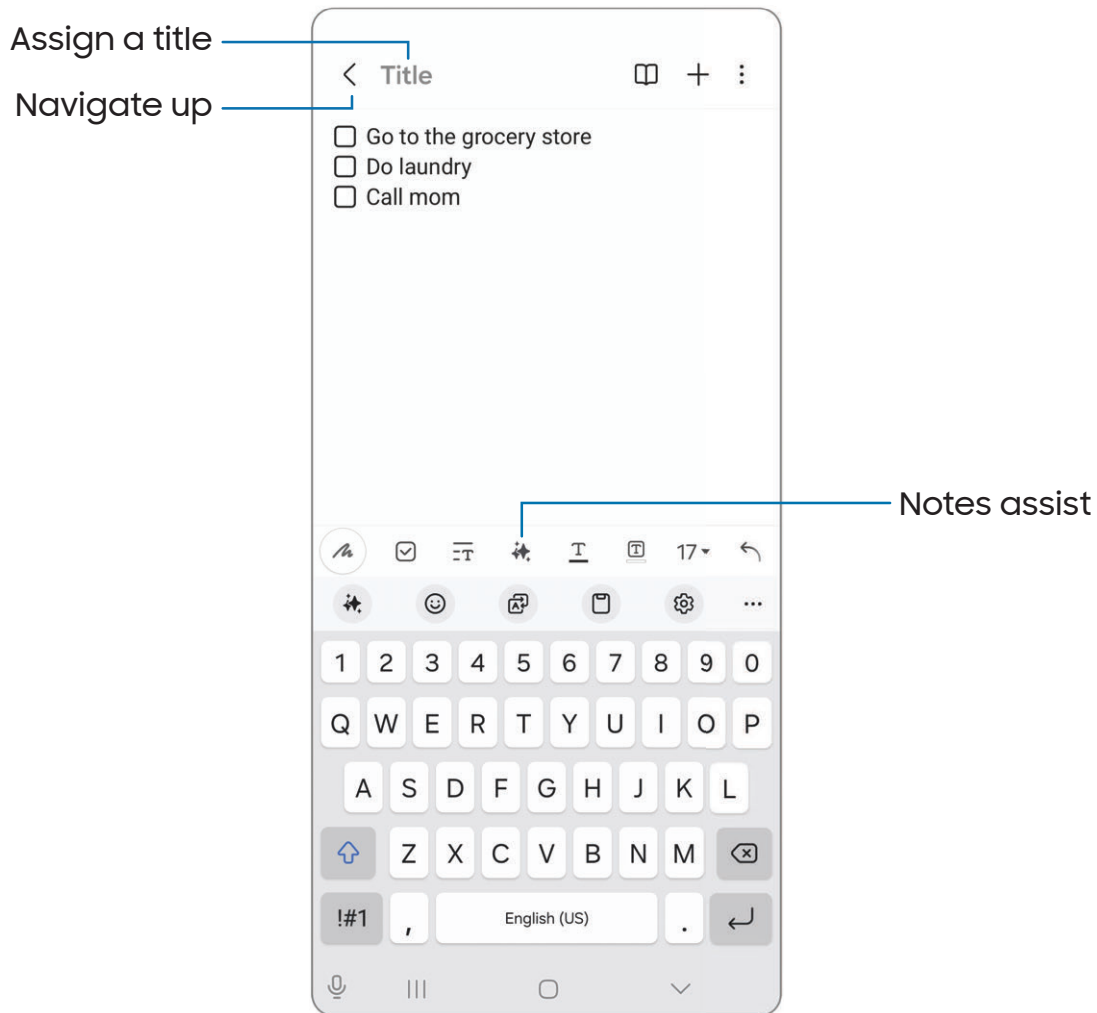 Assign a title
Navigate up
Title
Go to the grocery store
Do laundry
Call mom
Notes assist
T T T 17
A
1 2 3 4 5 6 7 8 9 0
Q W E R T Y U I O P
A S D F G H J K L
Z X C V B N M
!#1 , English (US) .